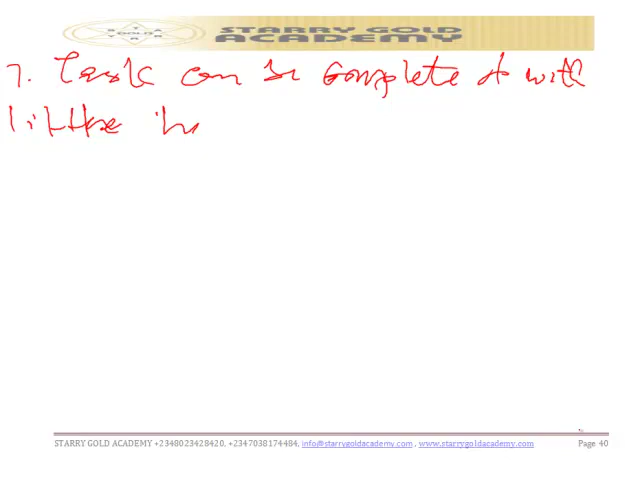 STARRY GOLD
ACADEMY
7. Task can be completed with
little
STARRY GOLD ACADEMY +2348023428420, +2347038174484, info@starrygoldacademy.com , www.starrygoldacademy.com Page 40